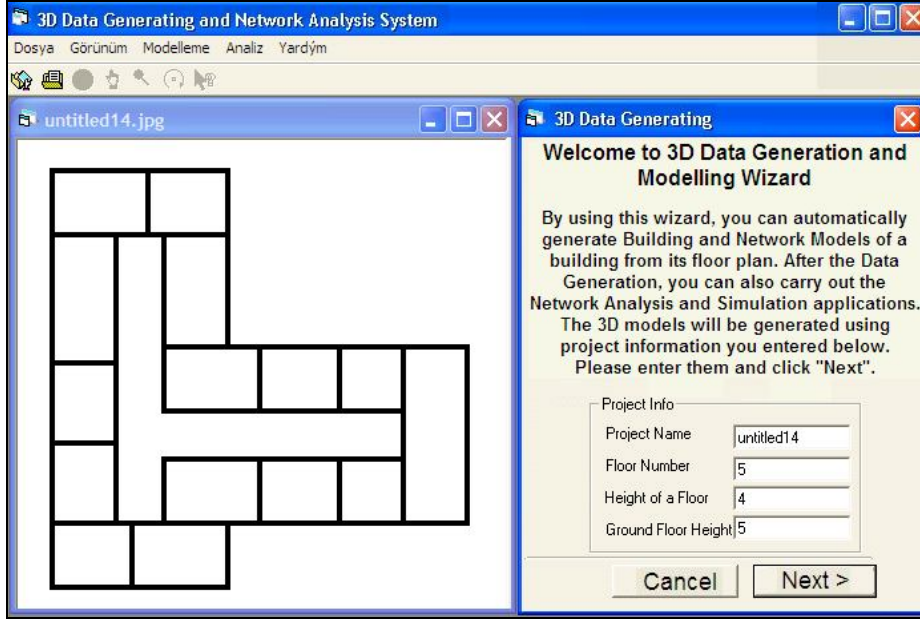 3D Data Generating and Network Analysis System
Dosya Görünüm Modelleme Analiz Yardým
untitled14.jpg
3D Data Generating
Welcome to 3D Data Generation and
Modelling Wizard
By using this wizard, you can automatically
generate Building and Network Models of a
building from its floor plan. After the Data
Generation, you can also carry out the
Network Analysis and Simulation applications.
The 3D models will be generated using
project information you entered below.
Please enter them and click "Next".
Project Info
Project Name untitled14
Floor Number 5
Height of a Floor 4
Ground Floor Height 5
Cancel Next >